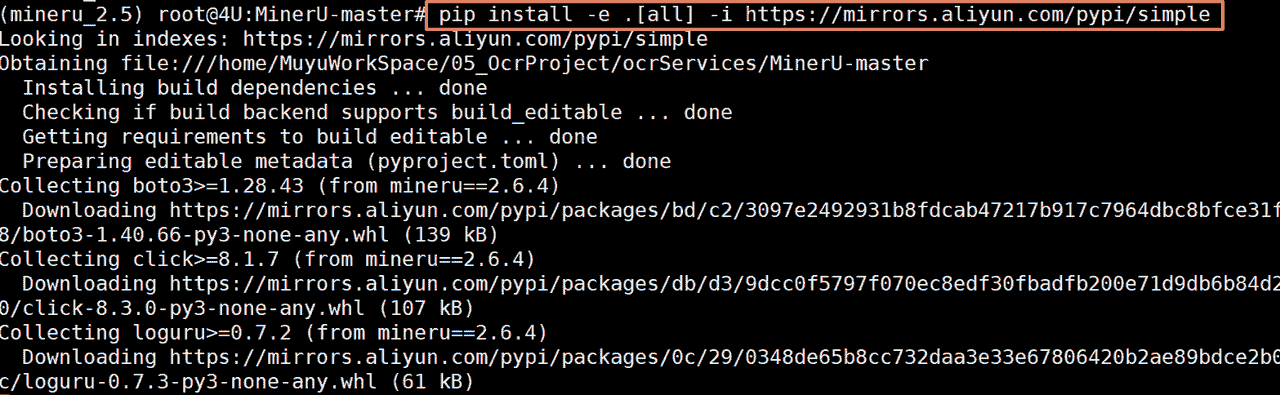 (mineru_2.5) root@4U:MinerU-master# pip install -e .[all] -i https://mirrors.aliyun.com/pypi/simple
Looking in indexes: https://mirrors.aliyun.com/pypi/simple
Obtaining file:///home/MuyuWorkSpace/05_OcrProject/ocrServices/MinerU-master
  Installing build dependencies ... done
  Checking if build backend supports build_editable ... done
  Getting requirements to build editable ... done
  Preparing editable metadata (pyproject.toml) ... done
Collecting boto3>=1.28.43 (from mineru==2.6.4)
  Downloading https://mirrors.aliyun.com/pypi/packages/bd/c2/3097e2492931b8fdcab47217b917c7964dbc8bfce31f
8/boto3-1.40.66-py3-none-any.whl (139 kB)
Collecting click>=8.1.7 (from mineru==2.6.4)
  Downloading https://mirrors.aliyun.com/pypi/packages/db/d3/9dcc0f5797f070ec8edf30fbadfb200e71d9db6b84d2
0/click-8.3.0-py3-none-any.whl (107 kB)
Collecting loguru>=0.7.2 (from mineru==2.6.4)
  Downloading https://mirrors.aliyun.com/pypi/packages/0c/29/0348de65b8cc732daa3e33e67806420b2ae89bdce2b0
c/loguru-0.7.3-py3-none-any.whl (61 kB)